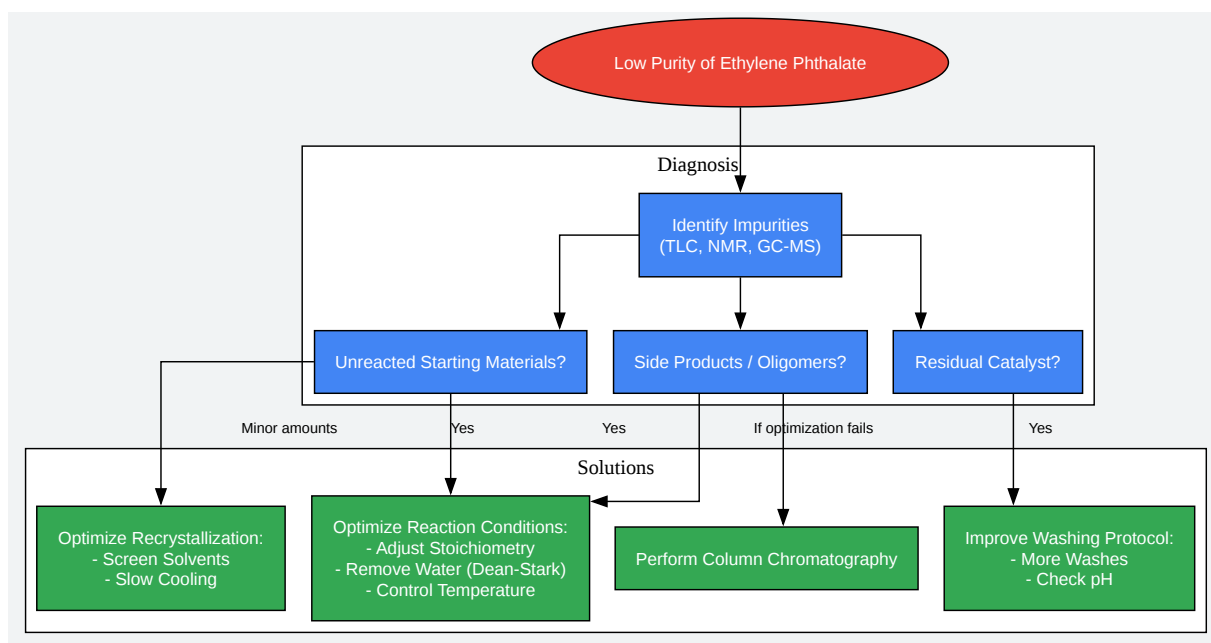 Low Purity of Ethylene Phthalate
Diagnosis
Identify Impurities
(TLC, NMR, GC-MS)
Unreacted Starting Materials?
Side Products / Oligomers?
Residual Catalyst?
Minor amounts
Yes
Yes
If optimization fails
Yes
Solutions
Optimize Recrystallization:
- Screen Solvents
- Slow Cooling
Optimize Reaction Conditions:
- Adjust Stoichiometry
- Remove Water (Dean-Stark)
- Control Temperature
Perform Column Chromatography
Improve Washing Protocol:
- More Washes
- Check pH